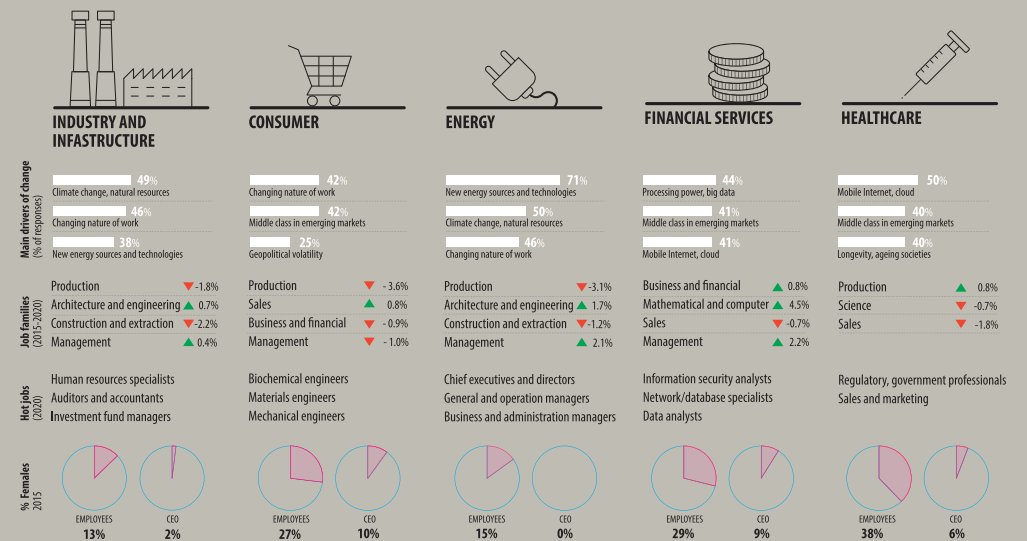 INDUSTRY AND
INFASTRUCTURE
CONSUMER
ENERGY
FINANCIAL SERVICES
HEALTHCARE
Main drivers of change
(% of responses)
49%
Climate change, natural resources
46%
Changing nature of work
38%
New energy sources and technologies
42%
Changing nature of work
42%
Middle class in emerging markets
25%
Geopolitical volatility
71%
New energy sources and technologies
50%
Climate change, natural resources
46%
Changing nature of work
44%
Processing power, big data
41%
Middle class in emerging markets
41%
Mobile Internet, cloud
50%
Mobile Internet, cloud
40%
Middle class in emerging markets
40%
Longevity, ageing societies
Job families
(2015-2020)
Production -1.8%
Architecture and engineering 0.7%
Construction and extraction -2.2%
Management 0.4%
Production - 3.6%
Sales 0.8%
Business and financial - 0.9%
Management - 1.0%
Production -3.1%
Architecture and engineering 1.7%
Construction and extraction -1.2%
Management 2.1%
Business and financial 0.8%
Mathematical and computer 4.5%
Sales -0.7%
Management 2.2%
Production 0.8%
Science -0.7%
Sales -1.8%
Hot jobs
(2020)
Human resources specialists
Auditors and accountants
Investment fund managers
Biochemical engineers
Materials engineers
Mechanical engineers
Chief executives and directors
General and operation managers
Business and administration managers
Information security analysts
Network/database specialists
Data analysts
Regulatory, government professionals
Sales and marketing
% Females
2015
EMPLOYEES
13%
CEO
2%
EMPLOYEES
27%
CEO
10%
EMPLOYEES
15%
CEO
0%
EMPLOYEES
29%
CEO
9%
EMPLOYEES
38%
CEO
6%